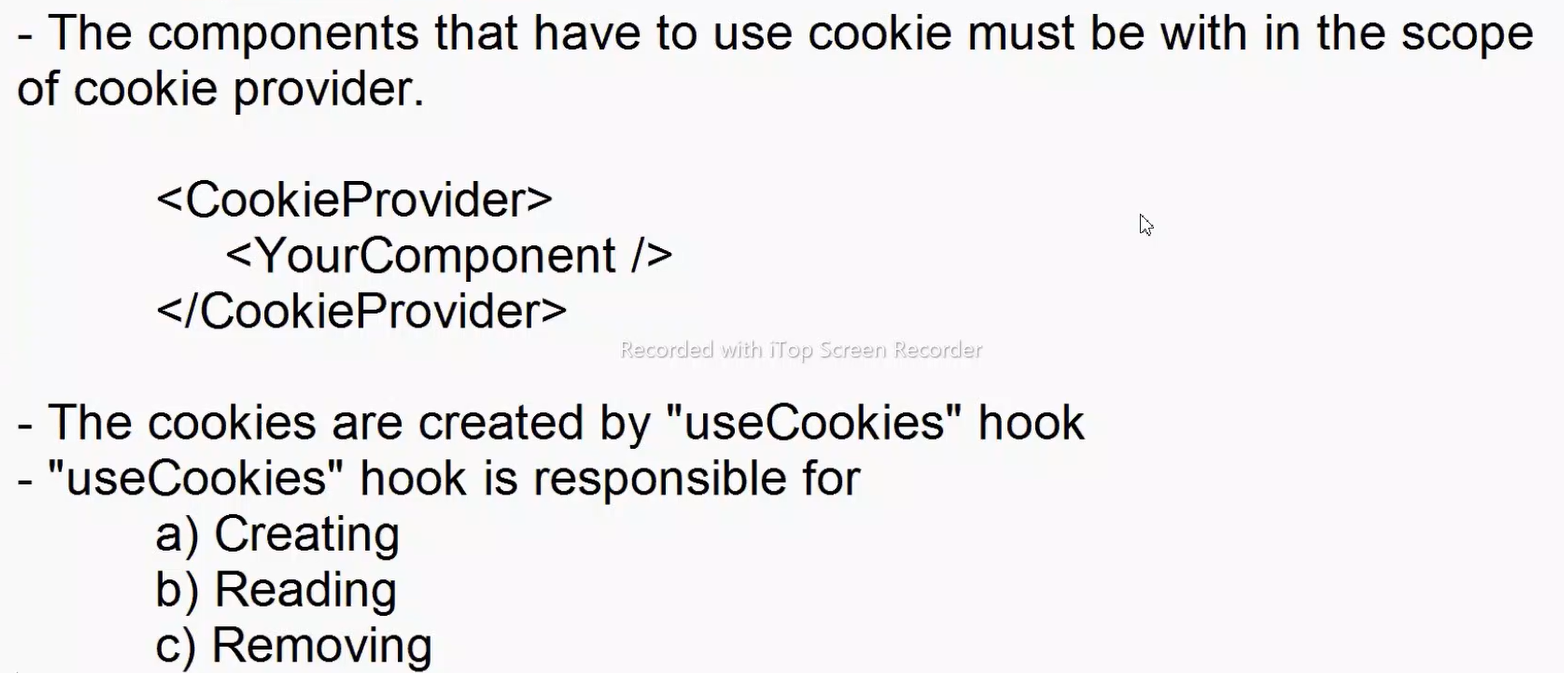 - The components that have to use cookie must be with in the scope
of cookie provider.
<CookieProvider>
<YourComponent />
</CookieProvider>
Recorded with iTop Screen Recorder
- The cookies are created by "useCookies" hook
- "useCookies" hook is responsible for
a) Creating
b) Reading
c) Removing